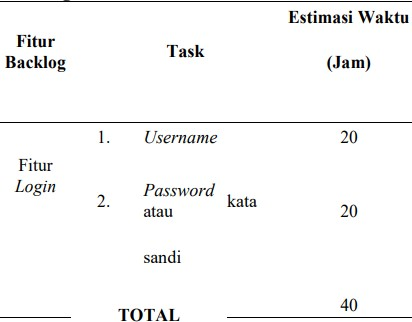 Fitur Backlog
Task
Estimasi Waktu
(Jam)
Fitur Login
1. Username 20
2. Password atau kata sandi 20
TOTAL 40